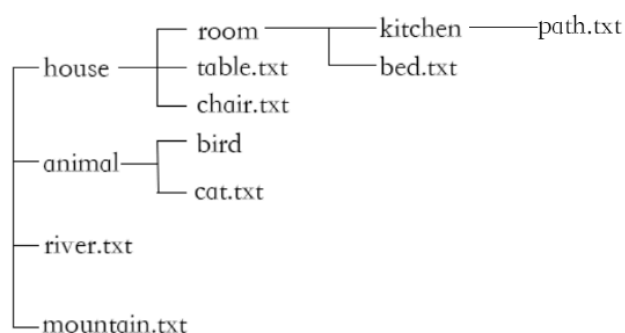 room kitchen path.txt
house table.txt bed.txt
chair.txt
bird
animal
cat.txt
river.txt
mountain.txt